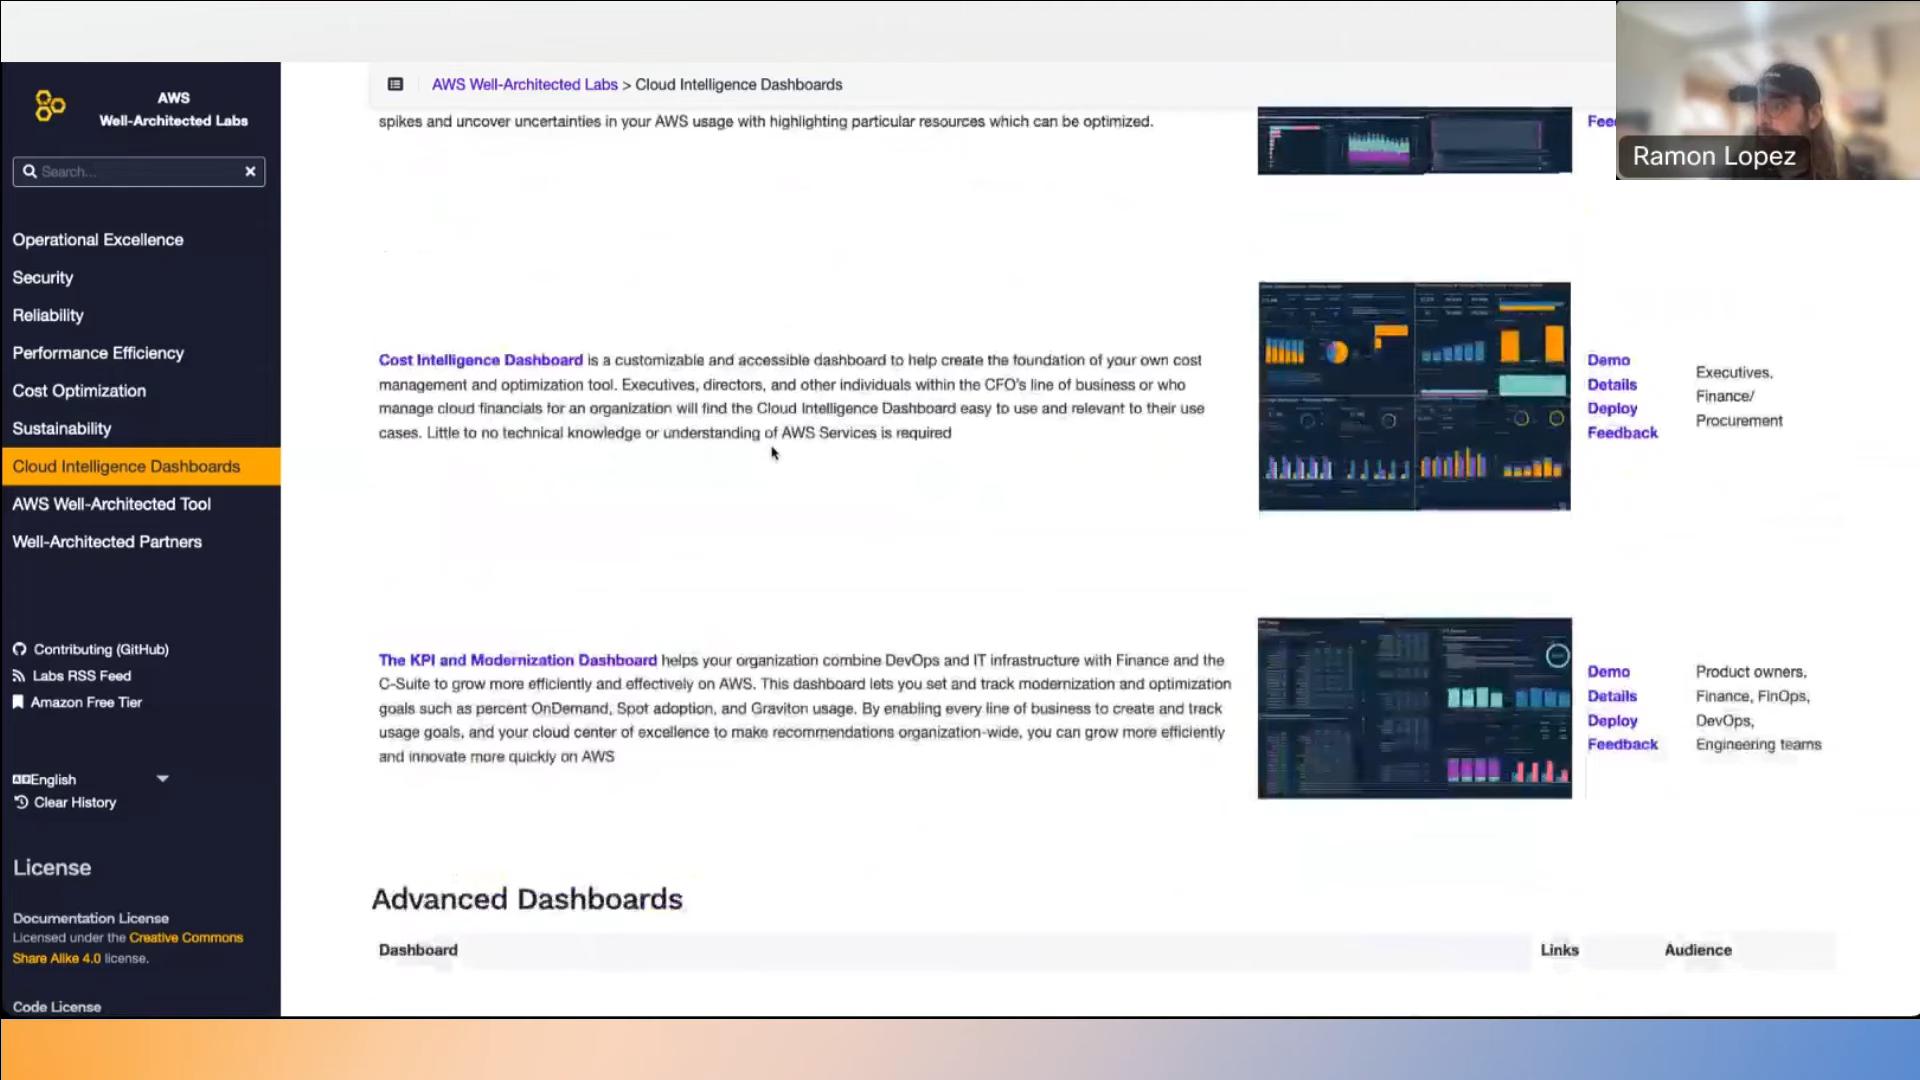 AWS
Well-Architected Labs
Search...
Operational Excellence
Security
Reliability
Performance Efficiency
Cost Optimization
Sustainability
Cloud Intelligence Dashboards
AWS Well-Architected Tool
Well-Architected Partners
Contributing (GitHub)
Labs RSS Feed
Amazon Free Tier
English
Clear History
License
Documentation License
Licensed under the Creative Commons
Share Alike 4.0 license.
Code License
AWS Well-Architected Labs > Cloud Intelligence Dashboards
spikes and uncover uncertainties in your AWS usage with highlighting particular resources which can be optimized.
Cost Intelligence Dashboard is a customizable and accessible dashboard to help create the foundation of your own cost
management and optimization tool. Executives, directors, and other individuals within the CFO's line of business or who
manage cloud financials for an organization will find the Cloud Intelligence Dashboard easy to use and relevant to their use
cases. Little to no technical knowledge or understanding of AWS Services is required
Demo
Details
Deploy
Feedback
Executives,
Finance/
Procurement
The KPI and Modernization Dashboard helps your organization combine DevOps and IT infrastructure with Finance and the
C-Suite to grow more efficiently and effectively on AWS. This dashboard lets you set and track modernization and optimization
goals such as percent OnDemand, Spot adoption, and Graviton usage. By enabling every line of business to create and track
usage goals, and your cloud center of excellence to make recommendations organization-wide, you can grow more efficiently
and innovate more quickly on AWS
Demo
Details
Deploy
Feedback
Product owners,
Finance, FinOps,
DevOps,
Engineering teams
Advanced Dashboards
Dashboard Links Audience
Ramon Lopez